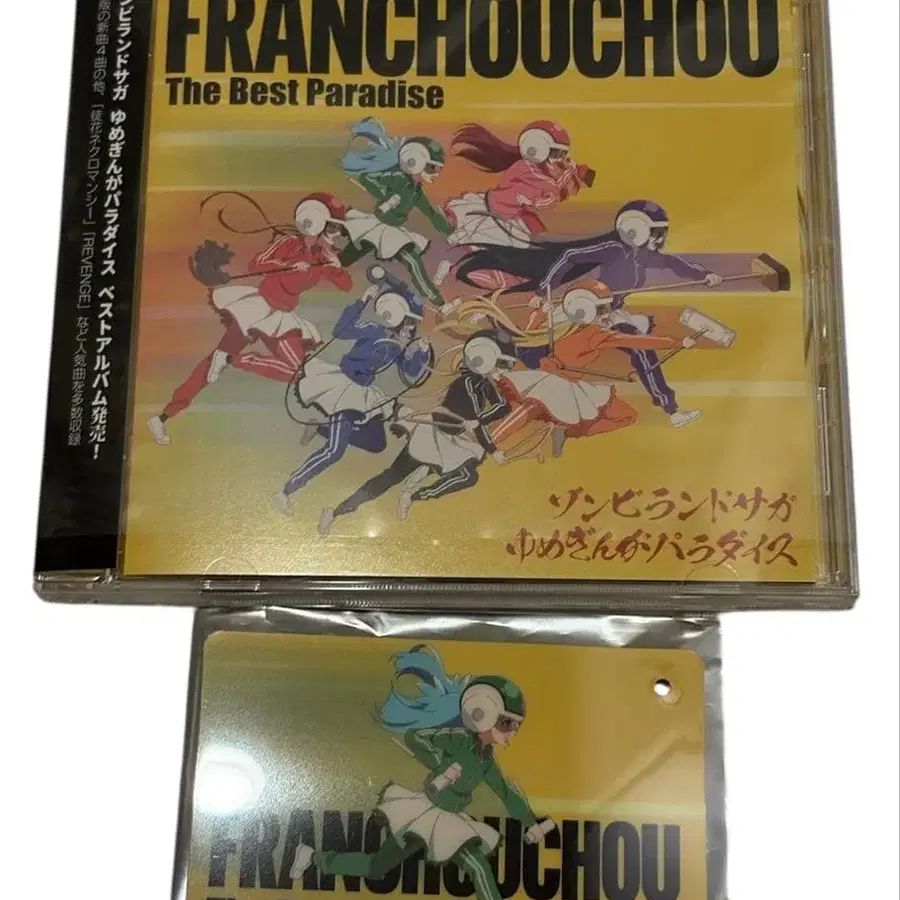 FRANCHOUCHOU
The Best Paradise
ンビランドサガ ゆめぎんがパラダイス ベストアルバム発売!
版の新曲4曲の他、「徒花ネクロマンシー」「REVENGE」など人気曲を多数収録
ゾンビランドサガ
ゆめぎんがパラダイス
FRANCHOUCHOU